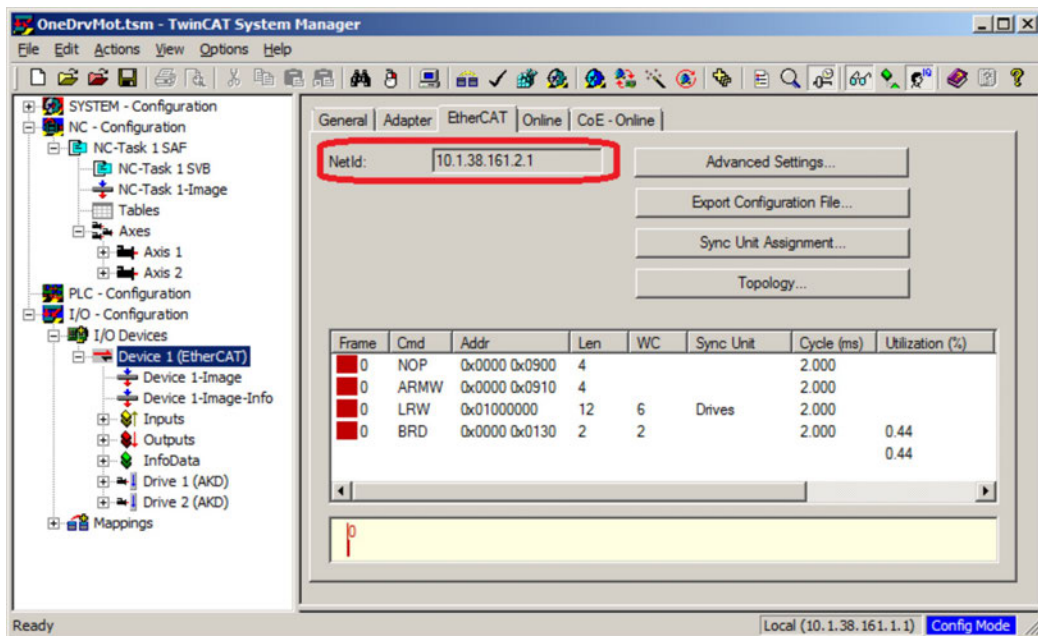 OneDrvMot.tsm - TwinCAT System Manager
File Edit Actions View Options Help
SYSTEM - Configuration
NC - Configuration
NC-Task 1 SAF
NC-Task 1 SVB
NC-Task 1-Image
Tables
Axes
Axis 1
Axis 2
PLC - Configuration
I/O - Configuration
I/O Devices
Device 1 (EtherCAT)
Device 1-Image
Device 1-Image-Info
Inputs
Outputs
InfoData
Drive 1 (AKD)
Drive 2 (AKD)
Mappings
General Adapter EtherCAT Online CoE - Online
NetId: 10.1.38.161.2.1
Advanced Settings...
Export Configuration File...
Sync Unit Assignment...
Topology...
Frame Cmd Addr Len WC Sync Unit Cycle (ms) Utilization (%)
0 NOP 0x0000 0x0900 4 2.000
0 ARMW 0x0000 0x0910 4 2.000
0 LRW 0x01000000 12 6 Drives 2.000
0 BRD 0x0000 0x0130 2 2 2.000 0.44
0.44
0
Ready Local (10.1.38.161.1.1) Config Mode